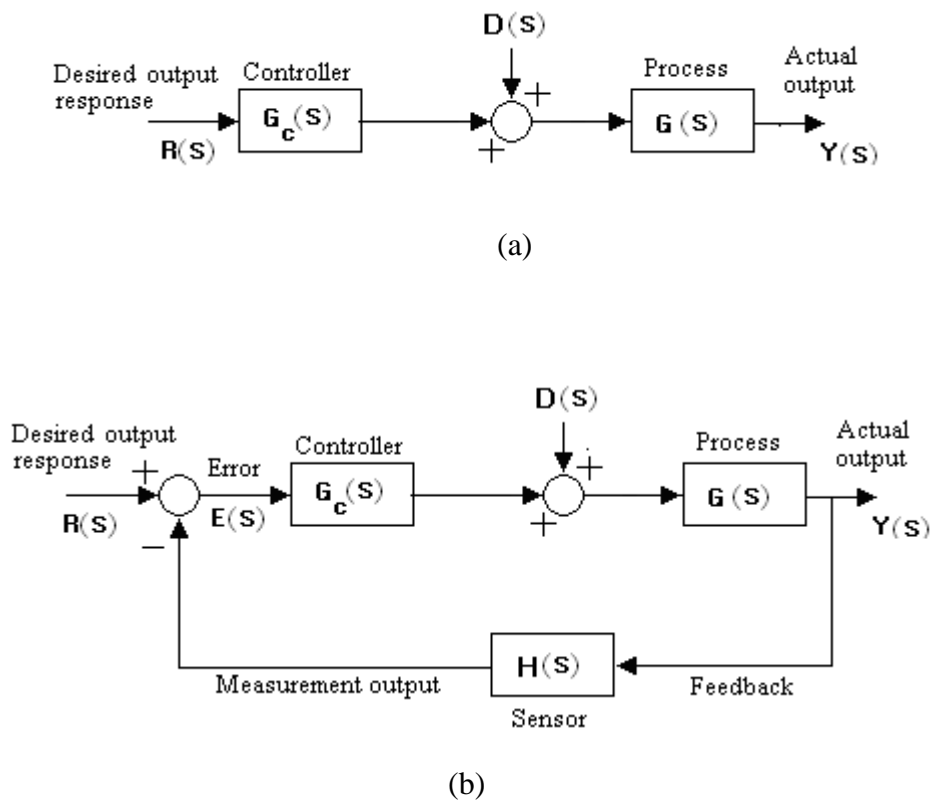 D(S)
Desired output
response
Controller
Process
Actual
output
+
G_c(S)
+
G(S)
R(S)
Y(S)
(a)
D(S)
Desired output
response
Controller
Process
Actual
output
+
Error
+
G_c(S)
G(S)
R(S)
E(S)
+
Y(S)
−
H(S)
Measurement output
Feedback
Sensor
(b)